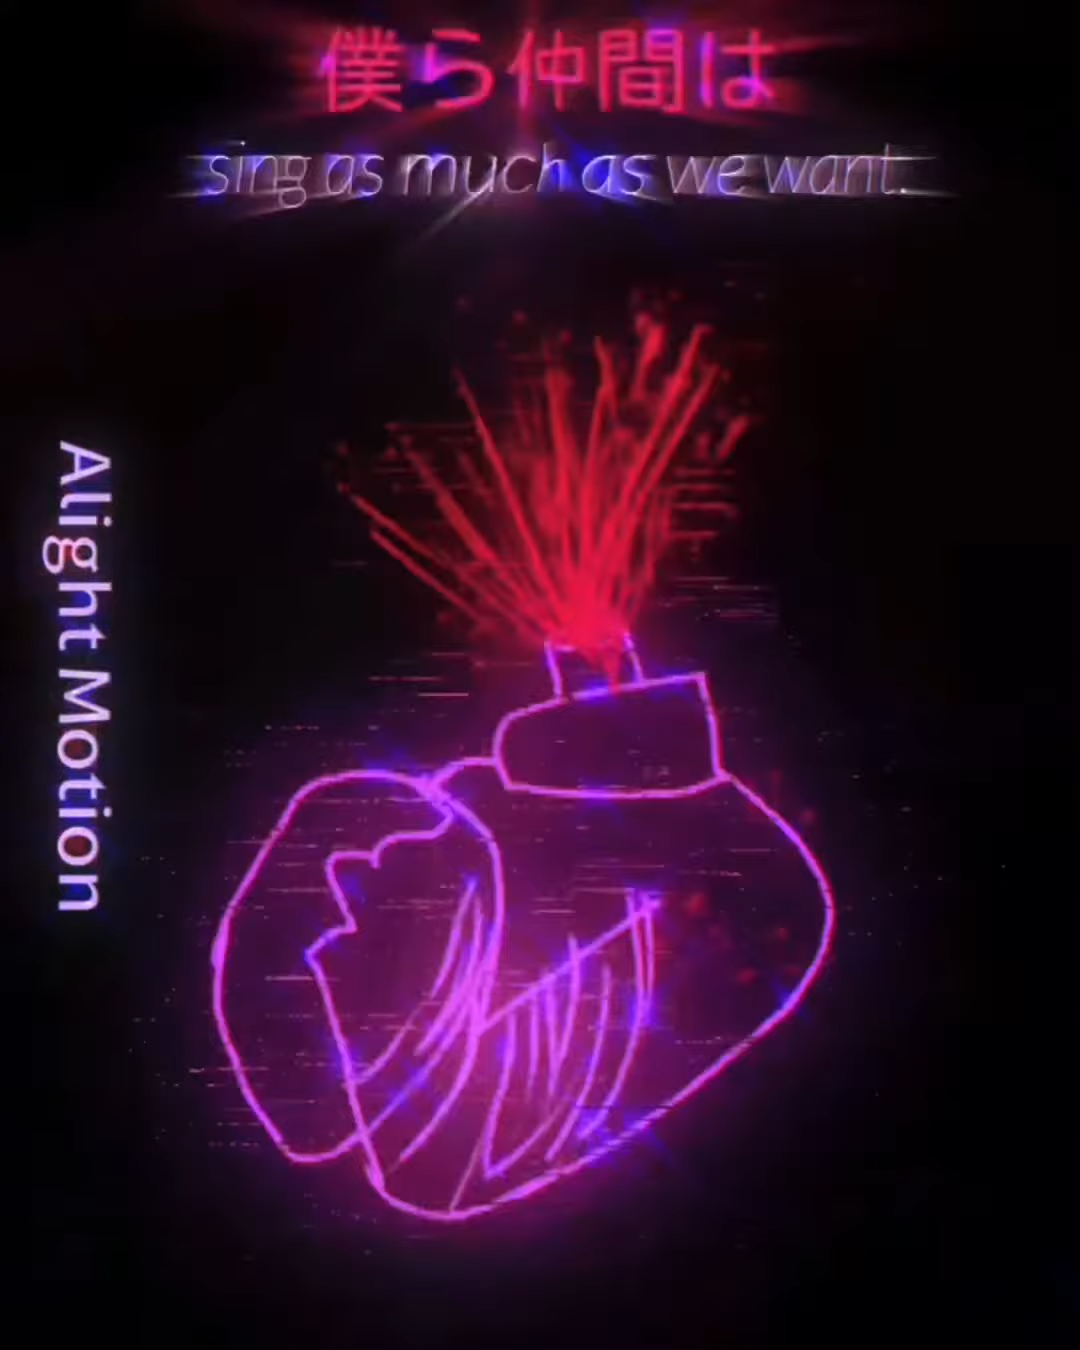 僕ら仲間は
sing as much as we want.
Alight Motion